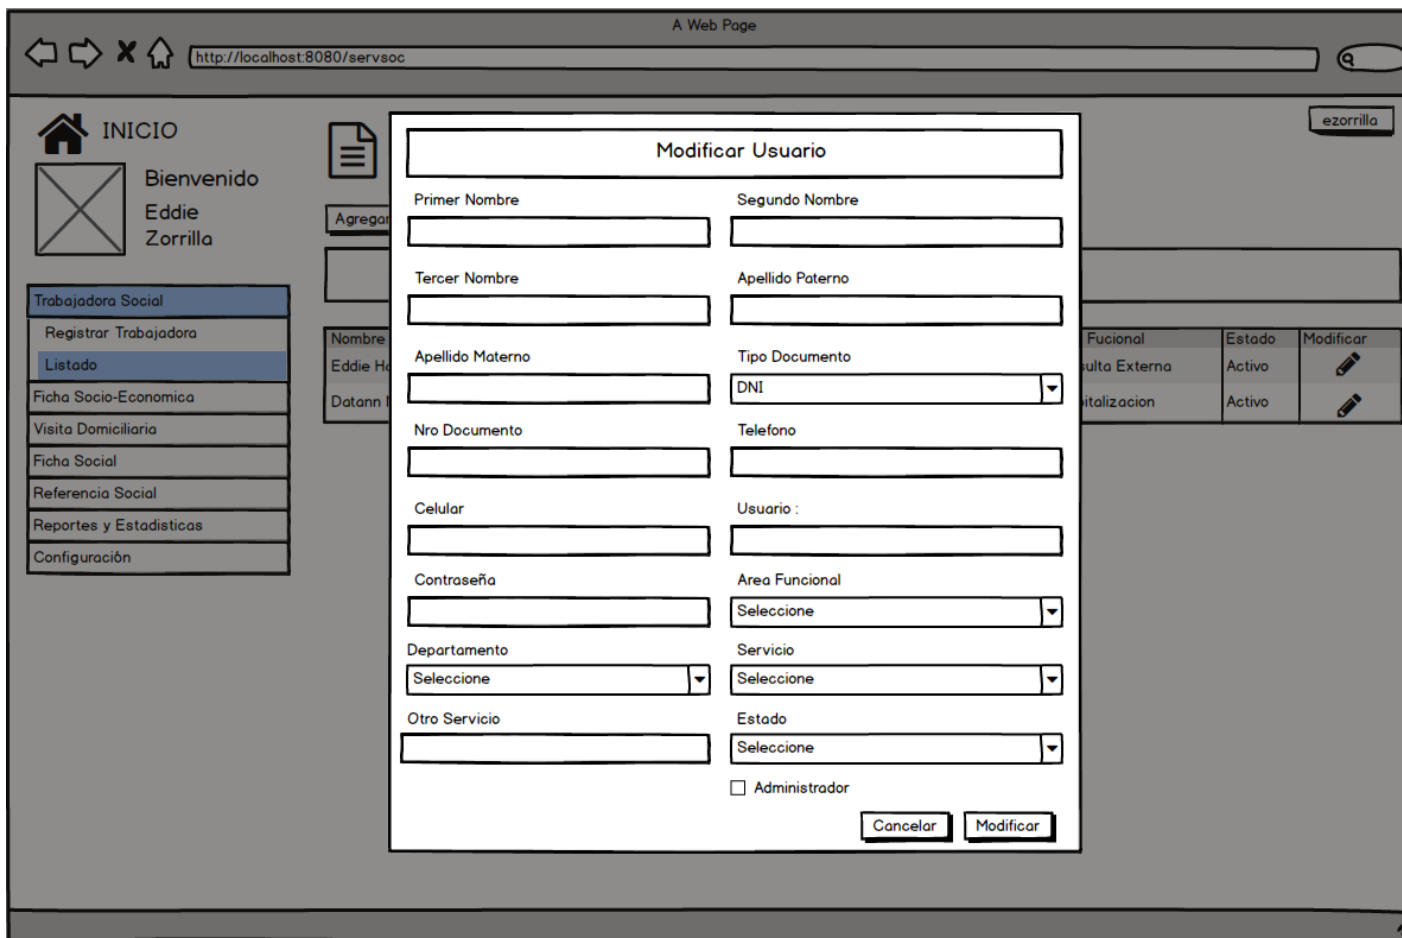 A Web Page
http://localhost:8080/servsoc
INICIO
ezorrilla
Bienvenido
Eddie
Zorrilla
Trabajadora Social
Registrar Trabajadora
Listado
Ficha Socio-Economica
Visita Domiciliaria
Ficha Social
Referencia Social
Reportes y Estadisticas
Configuración
Nombre
Eddie
Datann
Fucional
Estado
Modificar
Externa
Activo
Activo
Modificar Usuario
Primer Nombre
Segundo Nombre
Tercer Nombre
Apellido Paterno
Apellido Materno
Tipo Documento
DNI
Nro Documento
Telefono
Celular
Usuario :
Contraseña
Area Funcional
Seleccione
Departamento
Servicio
Seleccione
Seleccione
Otro Servicio
Estado
Seleccione
Administrador
Cancelar
Modificar